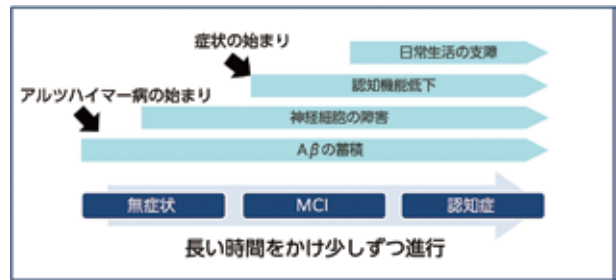 症状の始まり
日常生活の支障
認知機能低下
アルツハイマー病の始まり
神経細胞の障害
Aβの蓄積
無症状
MCI
認知症
長い時間をかけ少しずつ進行